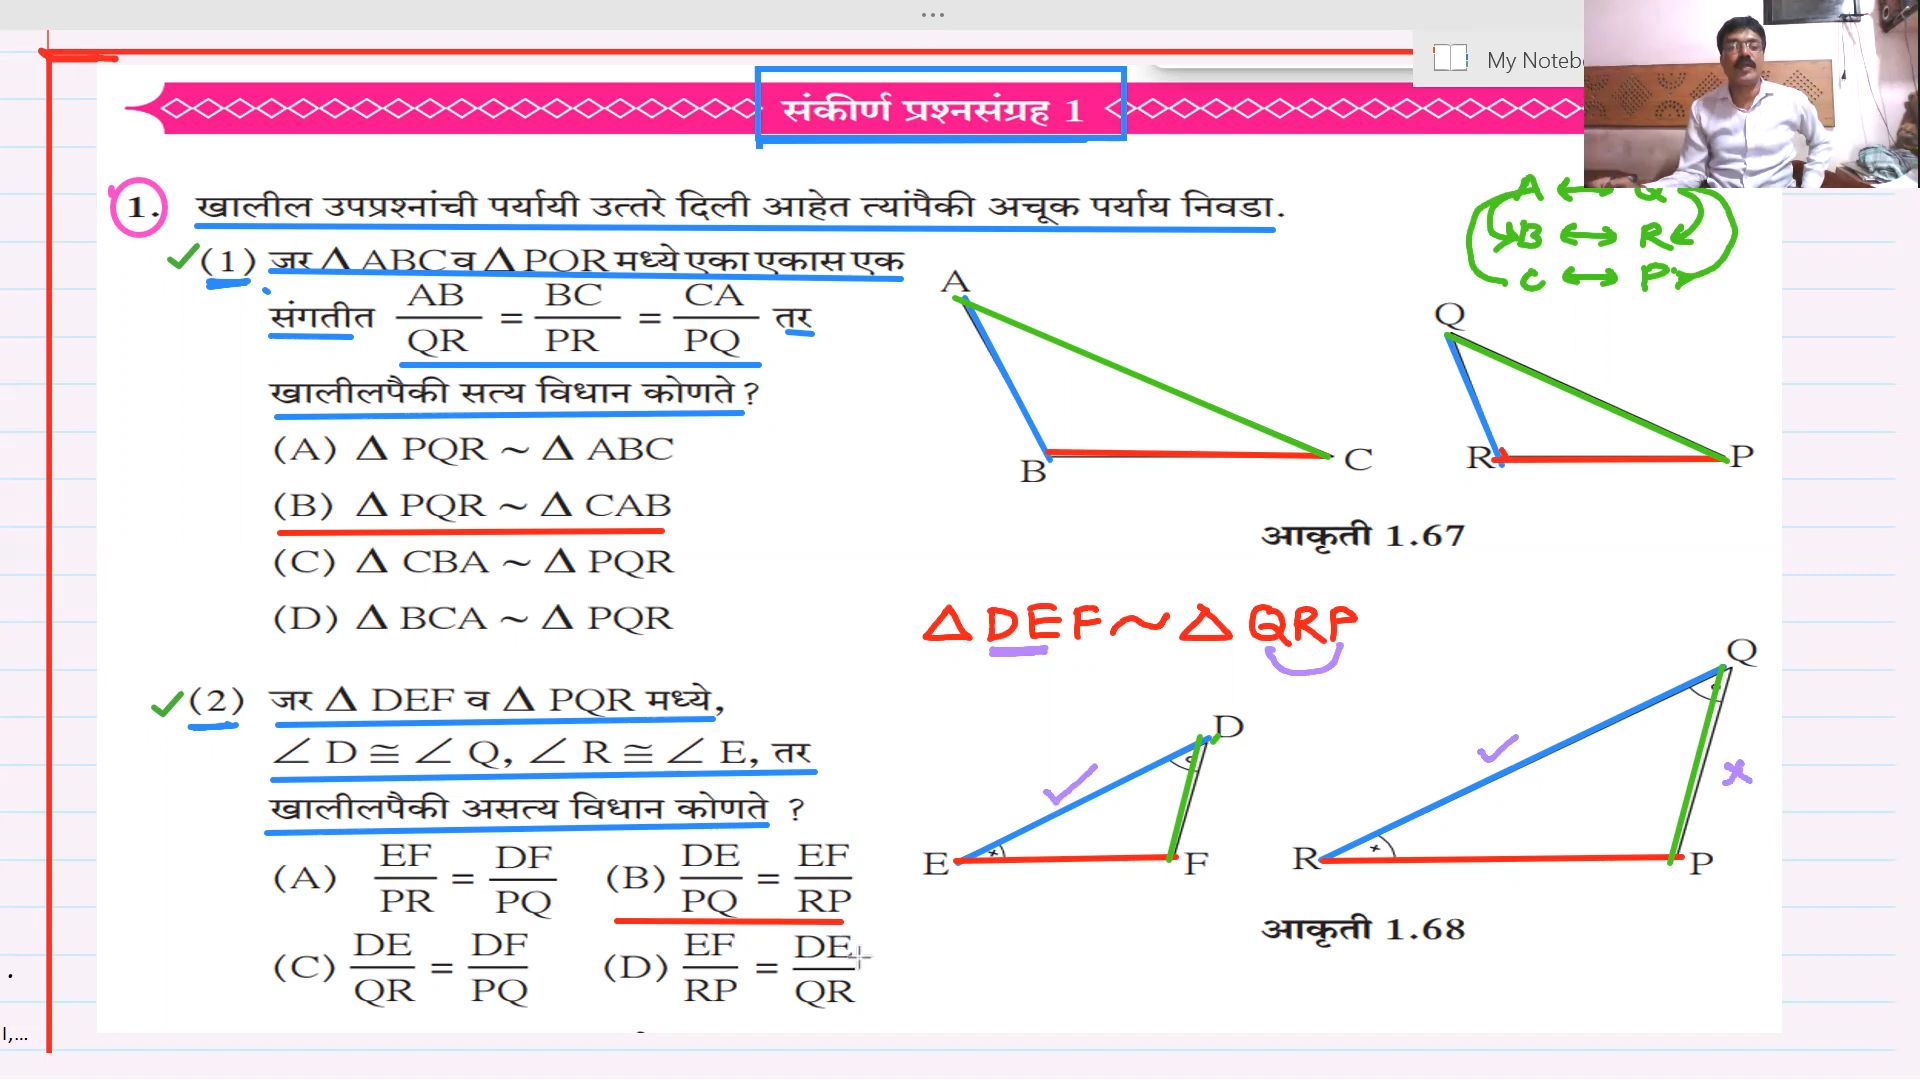 ...
My Noteb
संकीर्ण प्रश्नसंग्रह 1
1. खालील उपप्रश्नांची पर्यायी उत्तरे दिली आहेत त्यांपैकी अचूक पर्याय निवडा.
(1) जर Δ ABC व Δ PQR मध्ये एका एकास एक
संगतीत AB/QR = BC/PR = CA/PQ तर
खालीलपैकी सत्य विधान कोणते ?
(A) Δ PQR ~ Δ ABC
(B) Δ PQR ~ Δ CAB
(C) Δ CBA ~ Δ PQR
(D) Δ BCA ~ Δ PQR
A ↔ Q
B ↔ R
C ↔ P
A
B
C
Q
R
P
आकृती 1.67
Δ DEF ~ Δ QRP
(2) जर Δ DEF व Δ PQR मध्ये,
∠ D ≅ ∠ Q, ∠ R ≅ ∠ E, तर
खालीलपैकी असत्य विधान कोणते ?
(A) EF/PR = DF/PQ (B) DE/PQ = EF/RP
(C) DE/QR = DF/PQ (D) EF/RP = DE/QR
D
E
F
Q
R
P
आकृती 1.68
l,...